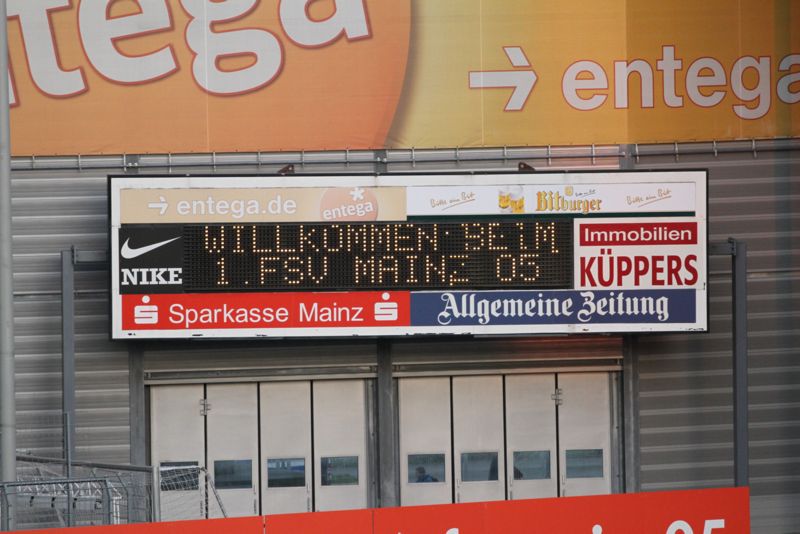 entega
→ entega
→ entega.de
entega
Bitte ein Bit
Bitburger
Bitte ein Bit
NIKE
WILLKOMMEN BEIM
1.FSV MAINZ 05
Immobilien
KÜPPERS
Sparkasse Mainz
Allgemeine Zeitung
05